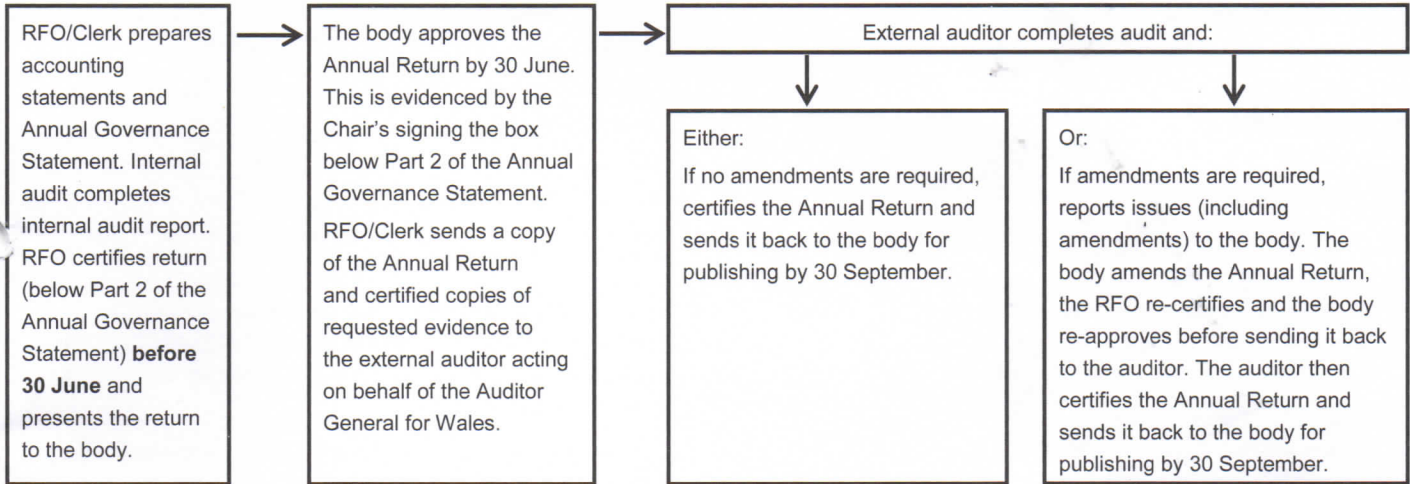 RFO/Clerk prepares
accounting
statements and
Annual Governance
Statement. Internal
audit completes
internal audit report.
RFO certifies return
(below Part 2 of the
Annual Governance
Statement) before
30 June and
presents the return
to the body.
The body approves the
Annual Return by 30 June.
This is evidenced by the
Chair's signing the box
below Part 2 of the Annual
Governance Statement.
RFO/Clerk sends a copy
of the Annual Return
and certified copies of
requested evidence to
the external auditor acting
on behalf of the Auditor
General for Wales.
External auditor completes audit and:
Either:
If no amendments are required,
certifies the Annual Return and
sends it back to the body for
publishing by 30 September.
Or:
If amendments are required,
reports issues (including
amendments) to the body. The
body amends the Annual Return,
the RFO re-certifies and the body
re-approves before sending it back
to the auditor. The auditor then
certifies the Annual Return and
sends it back to the body for
publishing by 30 September.